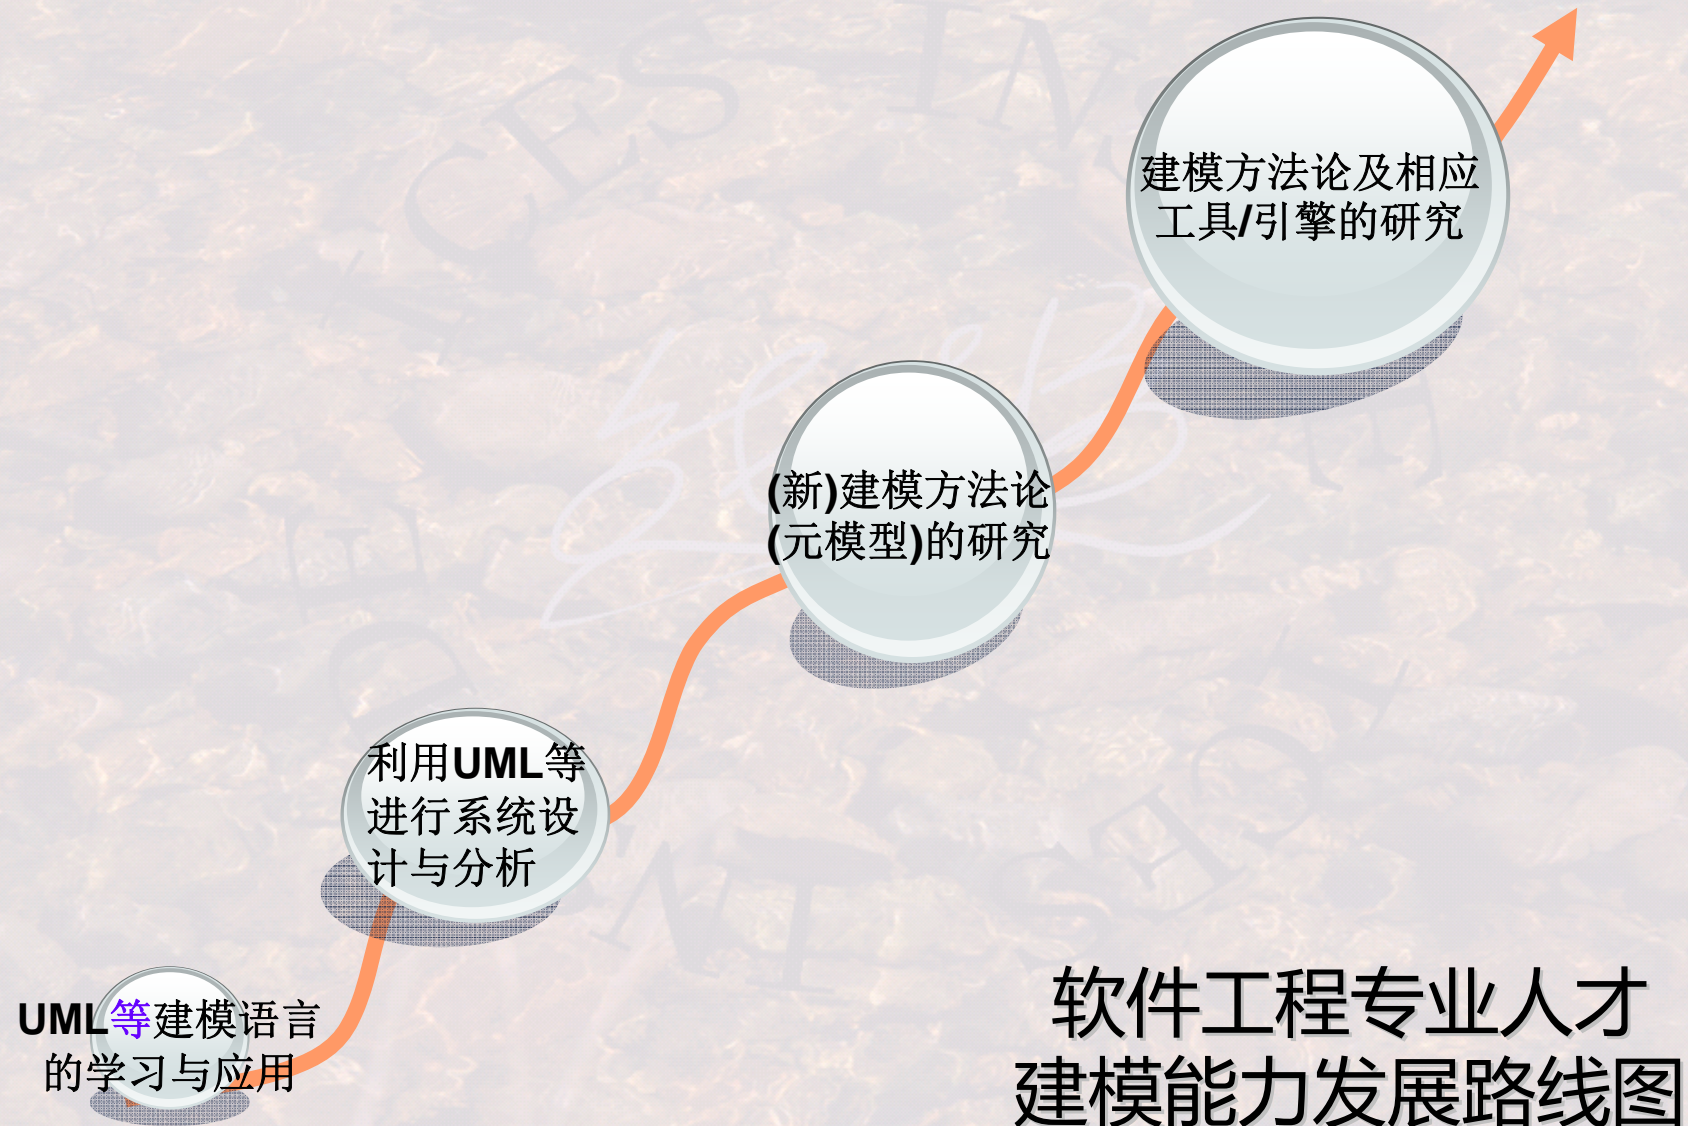 建模方法论及相应
工具/引擎的研究
(新)建模方法论
(元模型)的研究
利用UML等
进行系统设
计与分析
UML等建模语言
的学习与应用
软件工程专业人才
建模能力发展路线图